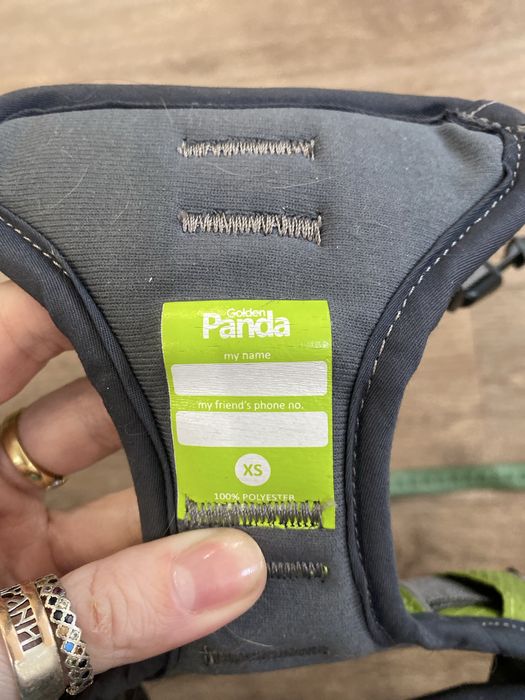 Golden
Panda
my name
my friend's phone no.
XS
100% POLYESTER